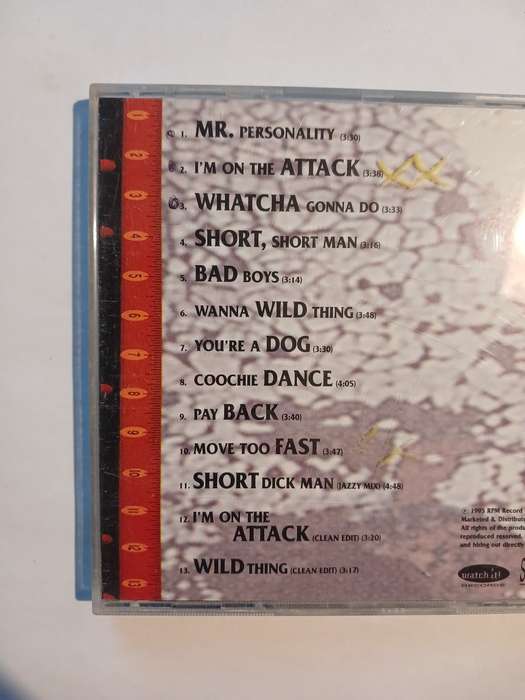 1. MR. PERSONALITY (3:30)
2. I'M ON THE ATTACK (3:38)
3. WHATCHA GONNA DO (3:33)
4. SHORT, SHORT MAN (3:16)
5. BAD BOYS (3:14)
6. WANNA WILD THING (3:48)
7. YOU'RE A DOG (3:30)
8. COOCHIE DANCE (4:05)
9. PAY BACK (3:40)
10. MOVE TOO FAST (3:47)
11. SHORT DICK MAN (JAZZY MIX) (4:48)
12. I'M ON THE
ATTACK (CLEAN EDIT) (3:20)
13. WILD THING (CLEAN EDIT) (3:17)
℗ 1995 RPM Record
Marketed & Distribute
All rights of the produ
reproduced reserved.
and hiring out directl
watch it!
RECORDS
1
2
3
4
5
6
7
8
9
10
11
12
13